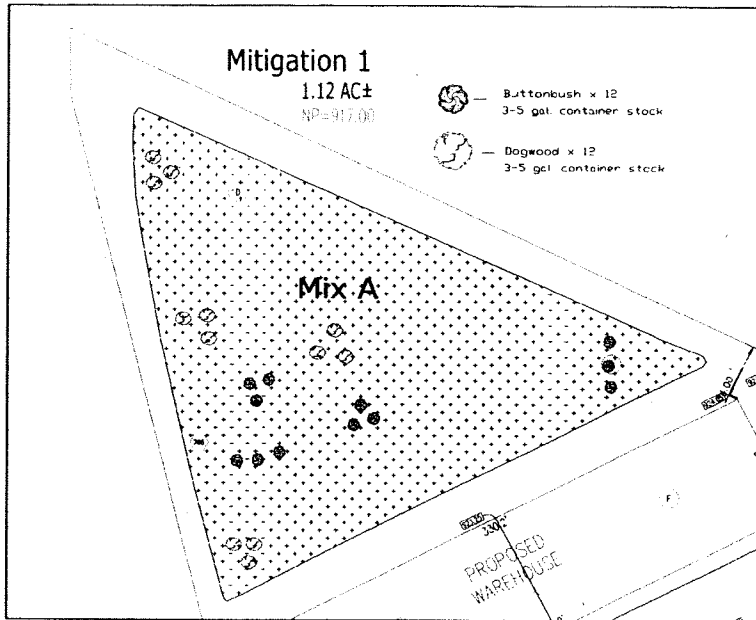 Mitigation 1
1.12 AC±
NP=917.00
Buttonbush x 12
3-5 gal. container stock
Dogwood x 12
3-5 gal container stock
D
Mix A
F
PROPOSED
WAREHOUSE